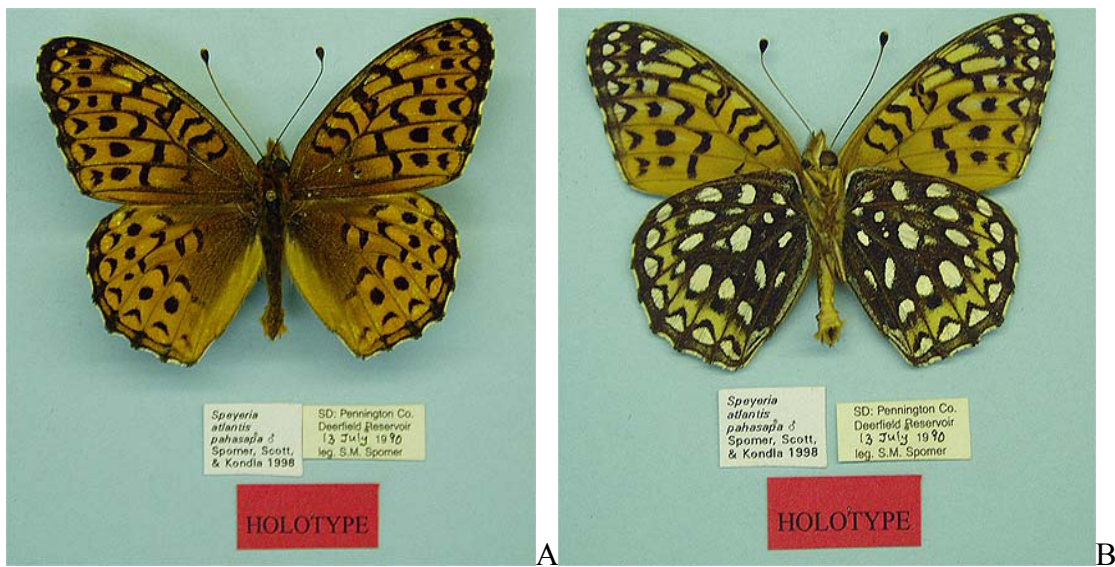 Speyeria
atlantis
pahasapa ♂
Spomer, Scott,
& Kondla 1998
SD: Pennington Co.
Deerfield Reservoir
13 July 1990
leg. S.M. Spomer
HOLOTYPE
A
Speyeria
atlantis
pahasapa ♂
Spomer, Scott,
& Kondla 1998
SD: Pennington Co.
Deerfield Reservoir
13 July 1990
leg. S.M. Spomer
HOLOTYPE
B